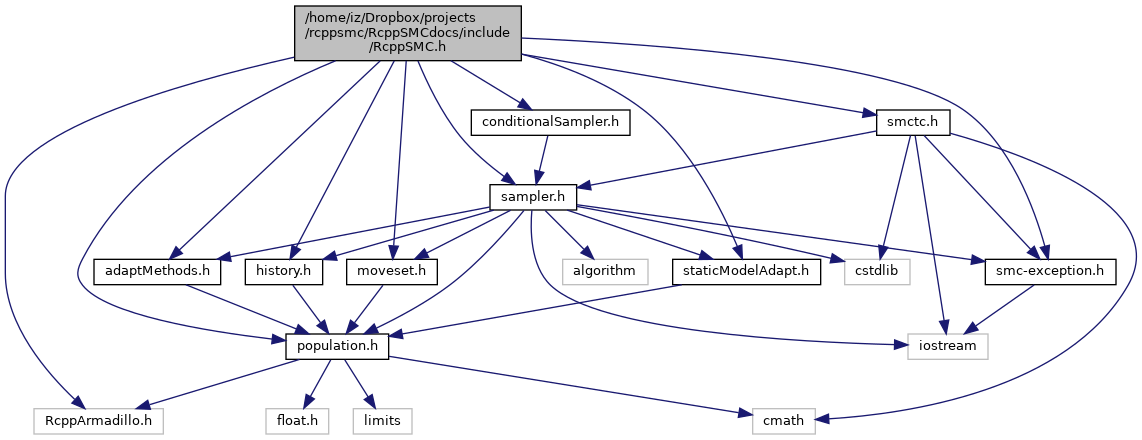 /home/iz/Dropbox/projects
/rcppsmc/RcppSMCdocs/include
/RcppSMC.h
conditionalSampler.h
smctc.h
sampler.h
adaptMethods.h
history.h
moveset.h
algorithm
staticModelAdapt.h
cstdlib
smc-exception.h
population.h
iostream
RcppArmadillo.h
float.h
limits
cmath